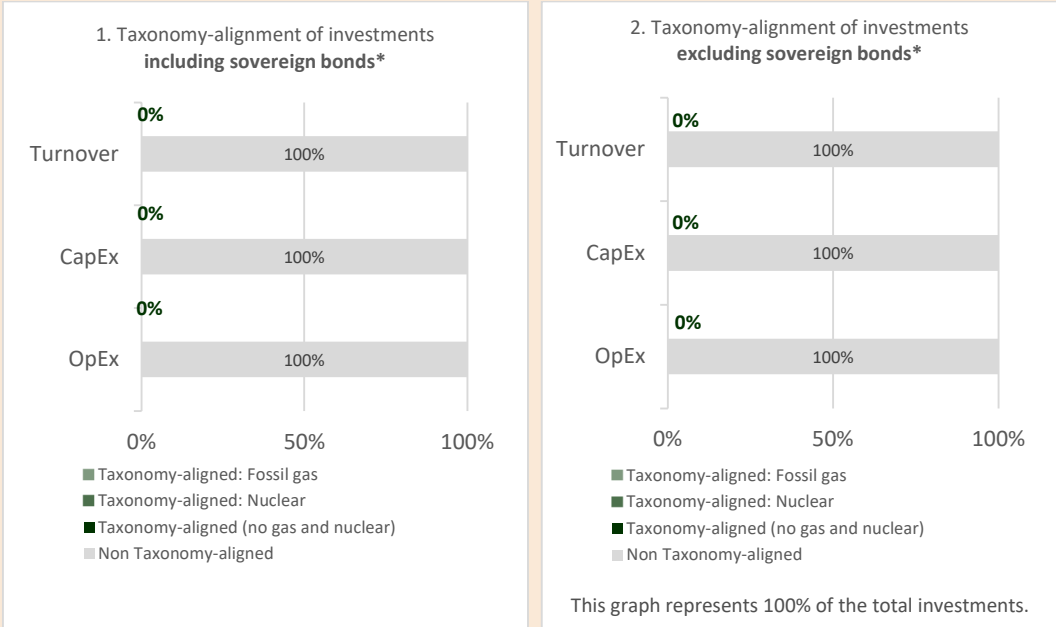 1. Taxonomy-alignment of investments
including sovereign bonds*
0%
Turnover
100%
0%
CapEx
100%
0%
OpEx
100%
0%
50%
100%
Taxonomy-aligned: Fossil gas
Taxonomy-aligned: Nuclear
Taxonomy-aligned (no gas and nuclear)
Non Taxonomy-aligned
2. Taxonomy-alignment of investments
excluding sovereign bonds*
0%
Turnover
100%
0%
CapEx
100%
0%
OpEx
100%
0%
50%
100%
Taxonomy-aligned: Fossil gas
Taxonomy-aligned: Nuclear
Taxonomy-aligned (no gas and nuclear)
Non Taxonomy-aligned
This graph represents 100% of the total investments.